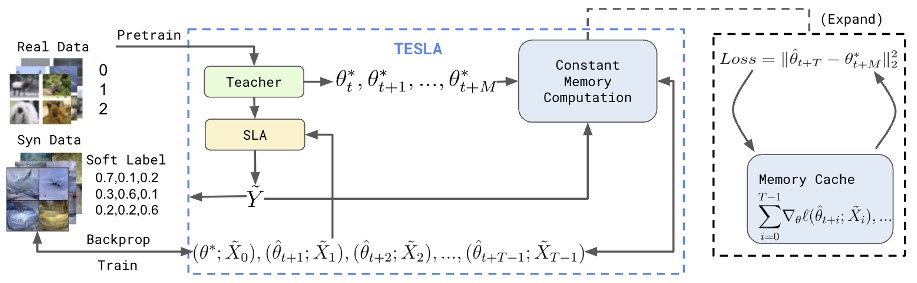 Real Data
0
1
2
Pretrain
TESLA
Teacher
θ*_t, θ*_{t+1}, ..., θ*_{t+M}
Constant
Memory
Computation
(Expand)
Loss = ‖θ̂_{t+T} − θ*_{t+M}‖²₂
Syn Data
Soft Label
0.7,0.1,0.2
0.3,0.6,0.1
0.2,0.2,0.6
SLA
Ỹ
Memory Cache
∑_{i=0}^{T−1} ∇_θ ℓ(θ̂_{t+i}; X̃_i), ...
Backprop
Train
(θ*; X̃_0), (θ̂_{t+1}; X̃_1), (θ̂_{t+2}; X̃_2), ..., (θ̂_{t+T−1}; X̃_{T−1})